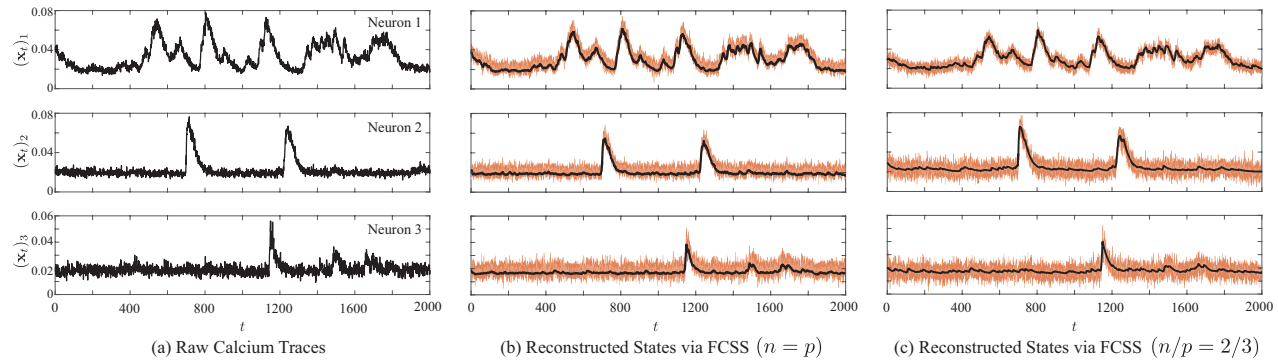 0.08
0.04
0
(x_t)_1
Neuron 1
0.08
0.04
0
(x_t)_2
Neuron 2
0.06
0.04
0.02
0
(x_t)_3
Neuron 3
0 400 800 1200 1600 2000
t
(a) Raw Calcium Traces
0 400 800 1200 1600 2000
t
(b) Reconstructed States via FCSS (n = p)
0 400 800 1200 1600 2000
t
(c) Reconstructed States via FCSS (n/p = 2/3)